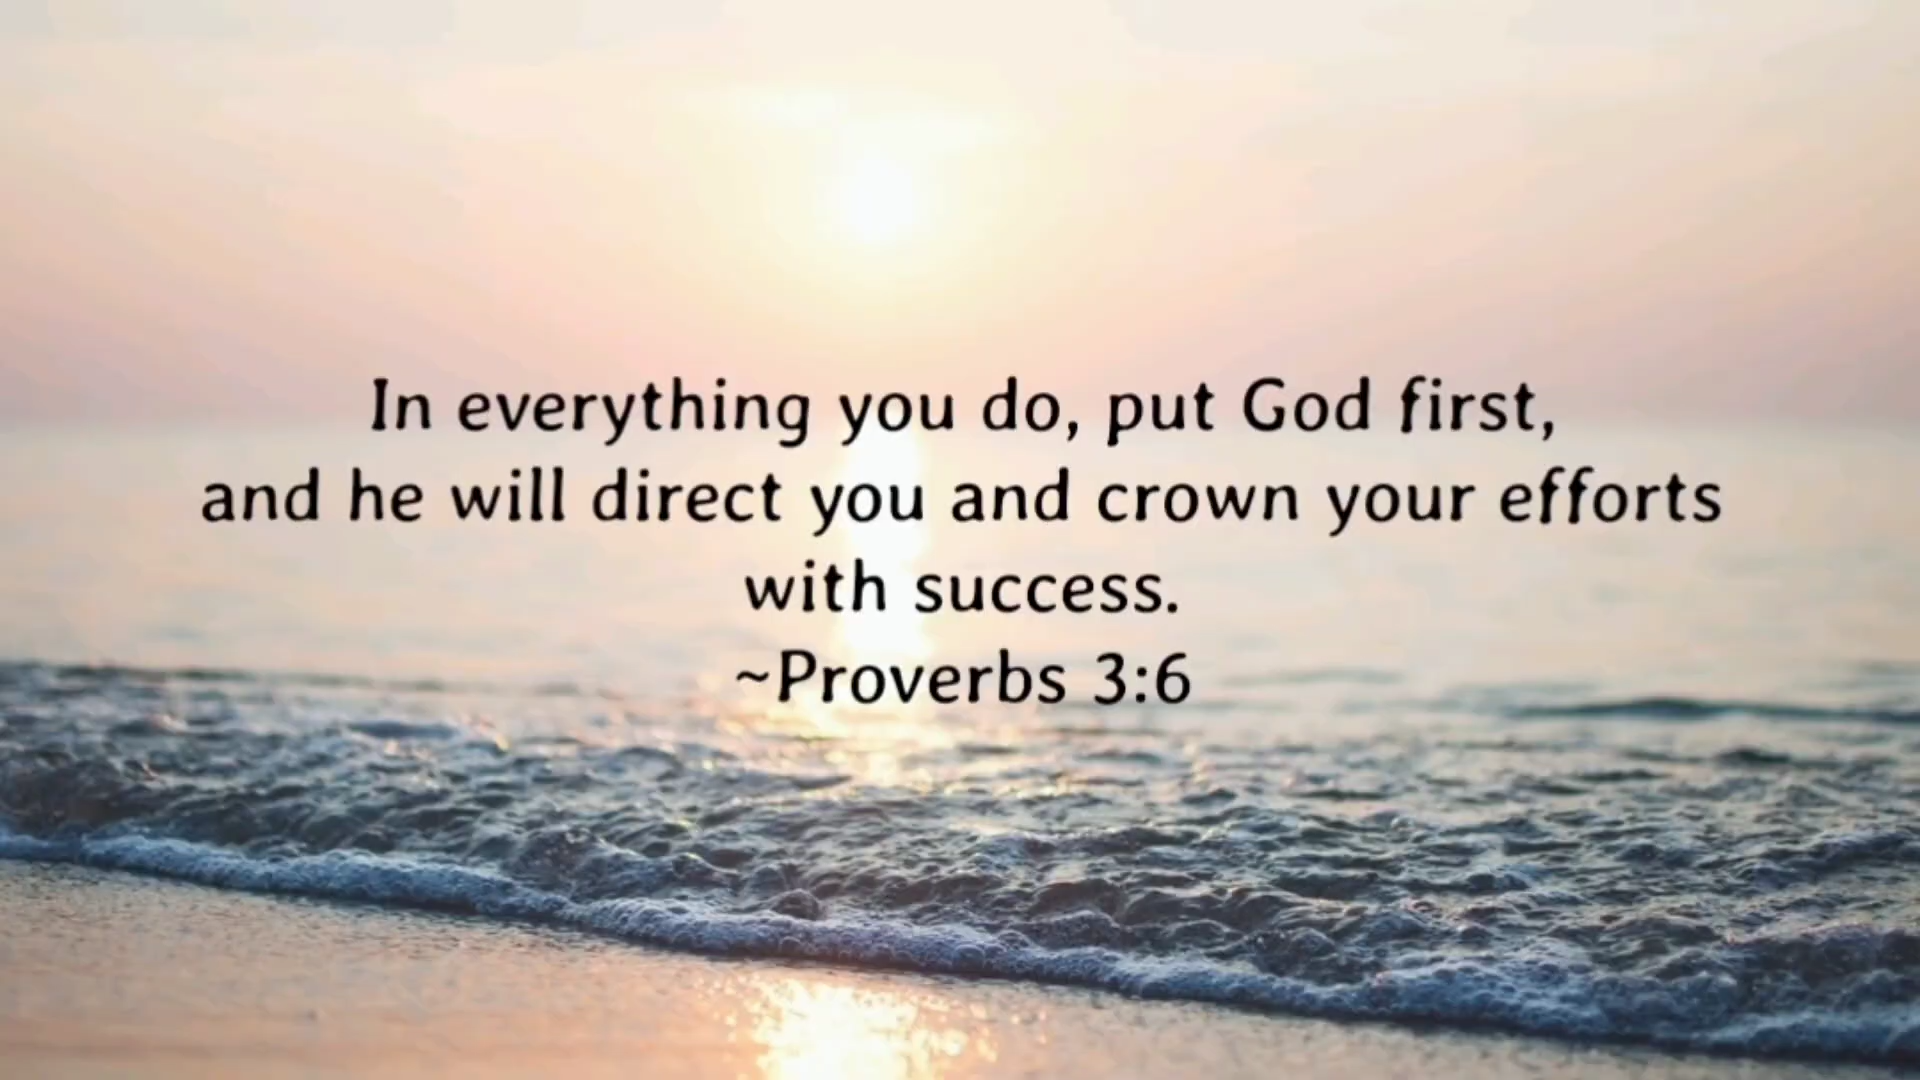 In everything you do, put God first,
and he will direct you and crown your efforts
with success.
~Proverbs 3:6